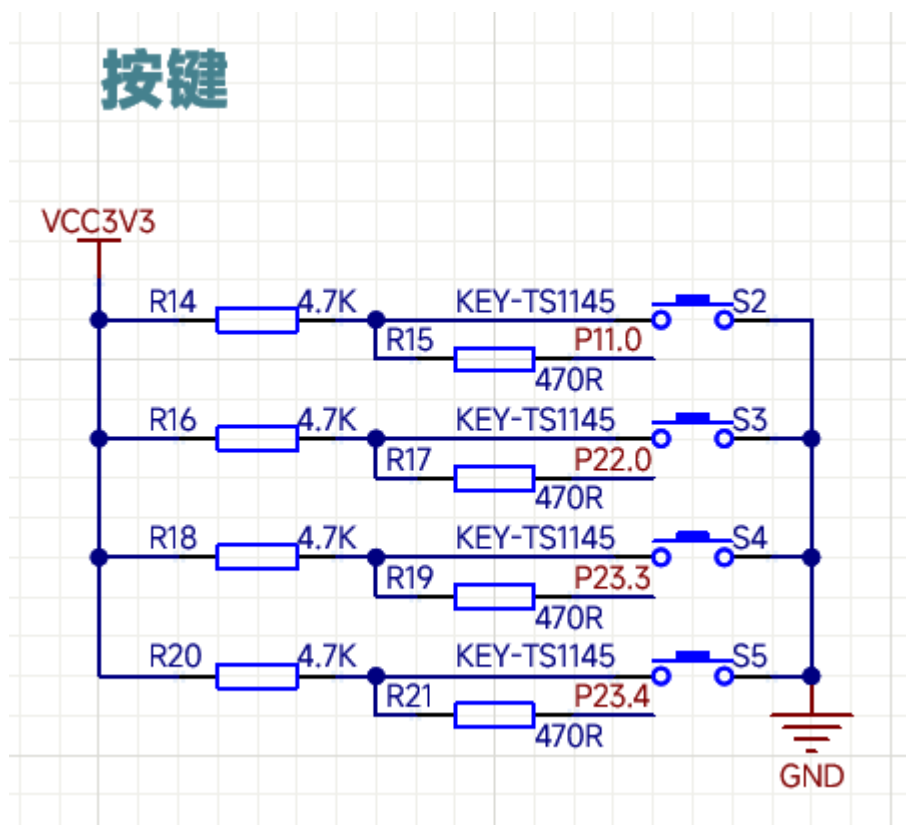 按键
VCC3V3
R14 4.7K KEY-TS1145 S2
R15 P11.0
470R
R16 4.7K KEY-TS1145 S3
R17 P22.0
470R
R18 4.7K KEY-TS1145 S4
R19 P23.3
470R
R20 4.7K KEY-TS1145 S5
R21 P23.4
470R
GND